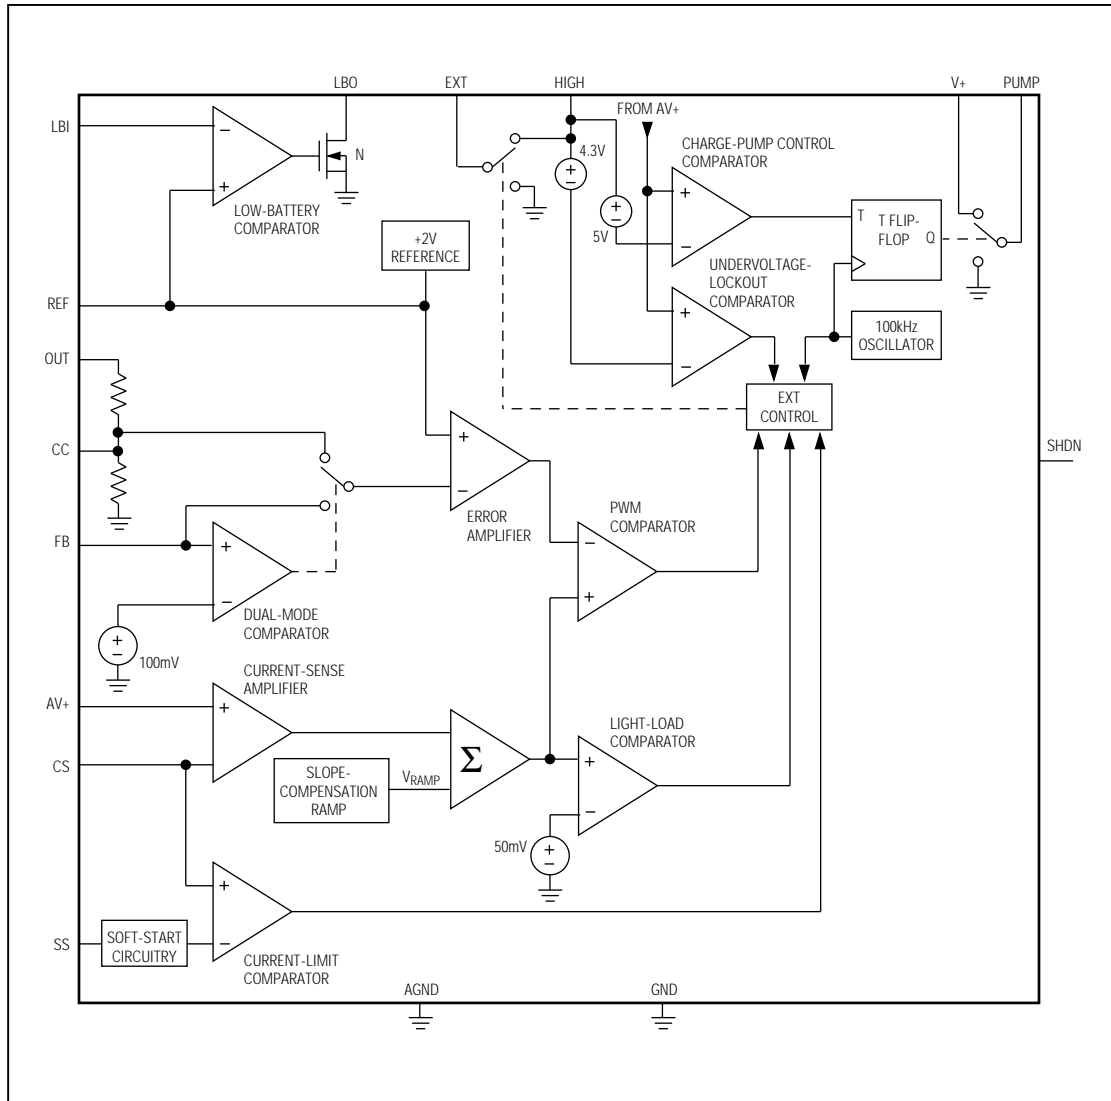 LBO EXT HIGH V+ PUMP
LBI
FROM AV+
−
N
4.3V
CHARGE-PUMP CONTROL
COMPARATOR
+
LOW-BATTERY
COMPARATOR
+
−
+
−
5V
+
−
T T FLIP-
FLOP Q
+2V
REFERENCE
UNDERVOLTAGE-
LOCKOUT
COMPARATOR
REF
+
−
100kHz
OSCILLATOR
OUT
EXT
CONTROL
CC
SHDN
+
−
ERROR
AMPLIFIER
PWM
COMPARATOR
FB
+
−
−
+
DUAL-MODE
COMPARATOR
+
−
100mV
CURRENT-SENSE
AMPLIFIER
AV+
+
LIGHT-LOAD
COMPARATOR
CS
Σ
+
−
SLOPE-
COMPENSATION
RAMP
VRAMP
50mV
+
−
+
−
SS
SOFT-START
CIRCUITRY
CURRENT-LIMIT
COMPARATOR
AGND GND